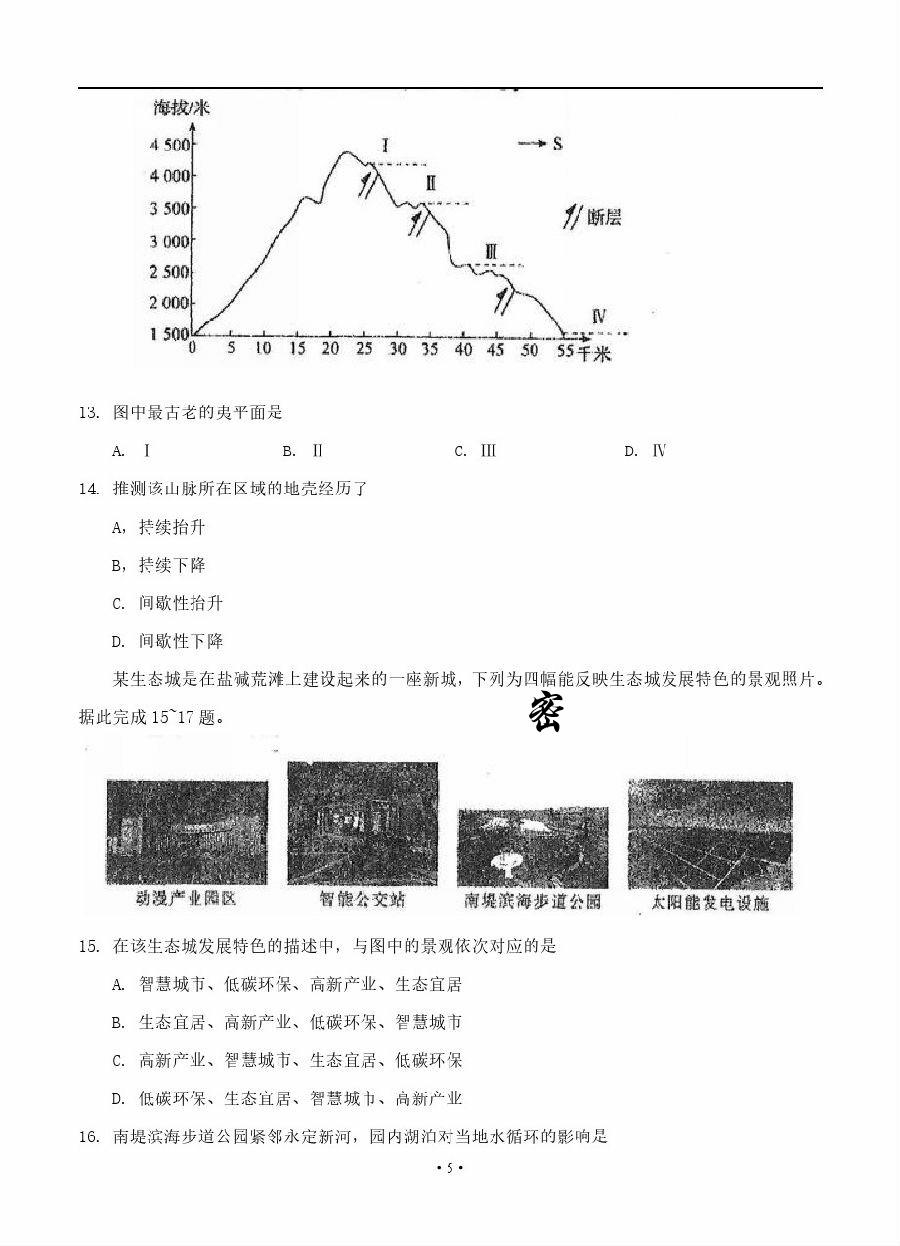 海拔/米
4 500
4 000
3 500
3 000
2 500
2 000
1 500
Ⅰ
Ⅱ
Ⅲ
Ⅳ
S
断层
0 5 10 15 20 25 30 35 40 45 50 55 千米
13. 图中最古老的夷平面是
A. Ⅰ B. Ⅱ C. Ⅲ D. Ⅳ
14. 推测该山脉所在区域的地壳经历了
A，持续抬升
B，持续下降
C. 间歇性抬升
D. 间歇性下降
某生态城是在盐碱荒滩上建设起来的一座新城，下列为四幅能反映生态城发展特色的景观照片。
据此完成 15~17 题。
密
动漫产业园区 智能公交站 南堤滨海步道公园 太阳能发电设施
15. 在该生态城发展特色的描述中，与图中的景观依次对应的是
A. 智慧城市、低碳环保、高新产业、生态宜居
B. 生态宜居、高新产业、低碳环保、智慧城市
C. 高新产业、智慧城市、生态宜居、低碳环保
D. 低碳环保、生态宜居、智慧城市、高新产业
16. 南堤滨海步道公园紧邻永定新河，园内湖泊对当地水循环的影响是
·5·